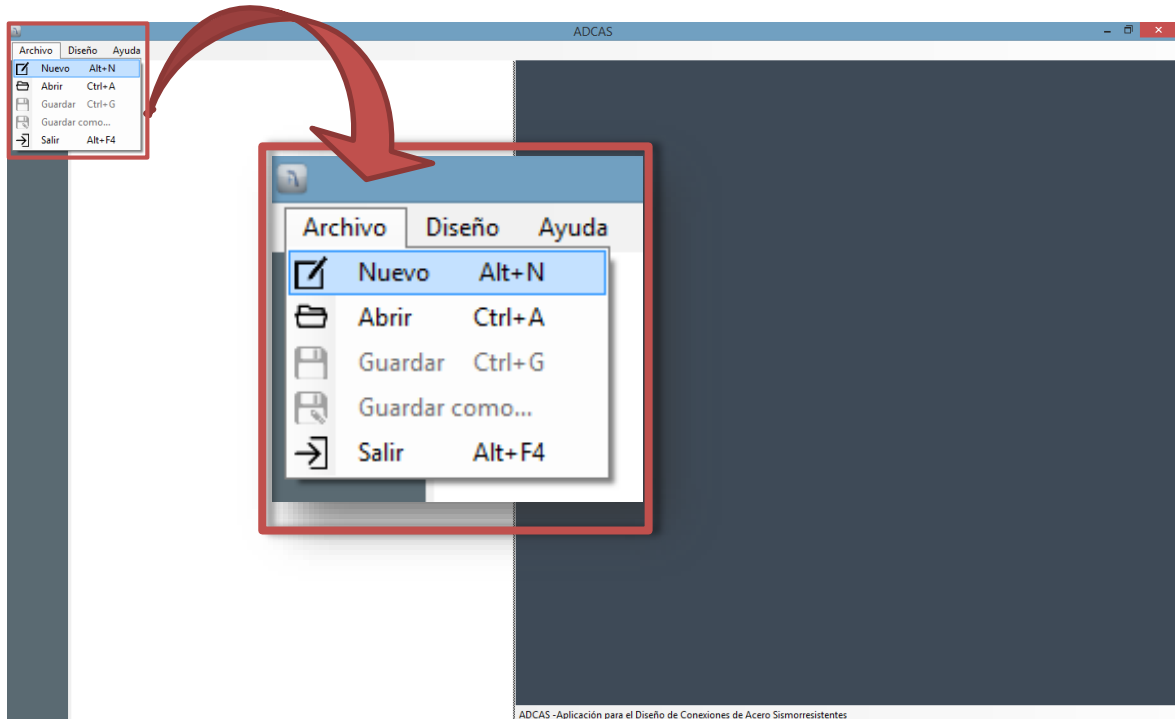 ADCAS
Archivo Diseño Ayuda
Nuevo Alt+N
Abrir Ctrl+A
Guardar Ctrl+G
Guardar como...
Salir Alt+F4
Archivo Diseño Ayuda
Nuevo Alt+N
Abrir Ctrl+A
Guardar Ctrl+G
Guardar como...
Salir Alt+F4
ADCAS -Aplicación para el Diseño de Conexiones de Acero Sismorresistentes